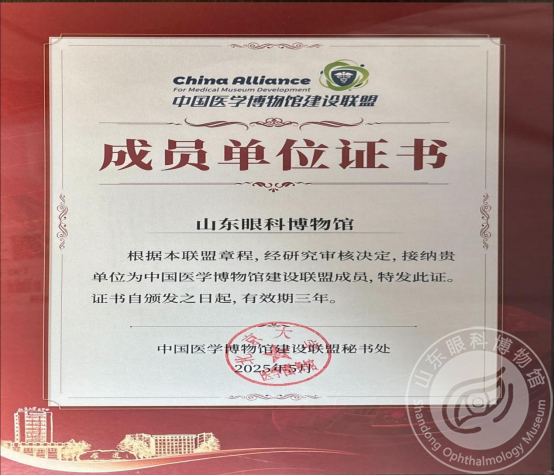 China Alliance
For Medical Museum Development
中国医学博物馆建设联盟
成员单位证书
山东眼科博物馆
根据本联盟章程,经研究审核决定,接纳贵
单位为中国医学博物馆建设联盟成员,特发此证。
证书自颁发之日起,有效期三年。
中国医学博物馆建设联盟秘书处
2025年5月
山东眼科博物馆
Shandong Ophthalmology Museum